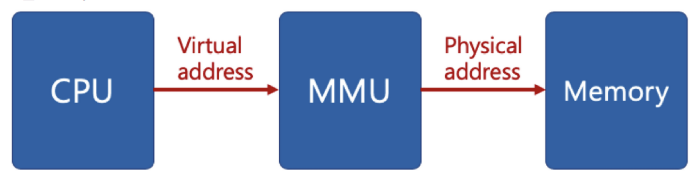 CPU
Virtual
address
MMU
Physical
address
Memory